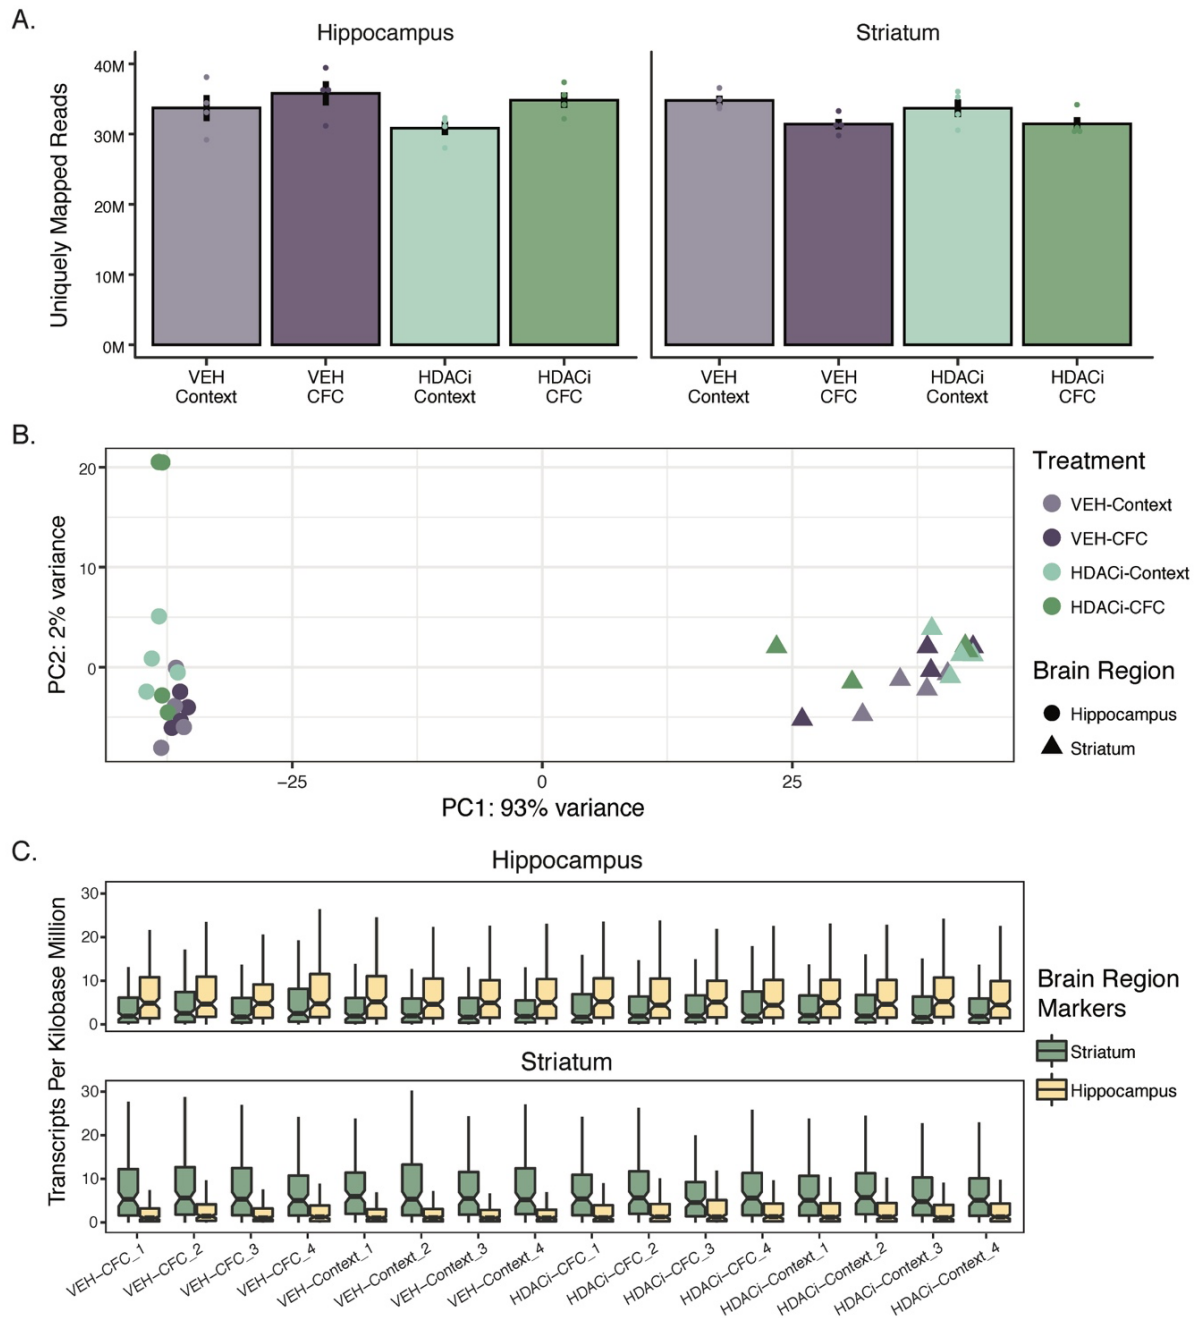 A.
Hippocampus
Striatum
Uniquely Mapped Reads
40M
30M
20M
10M
0M
VEH
Context
VEH
CFC
HDACi
Context
HDACi
CFC
VEH
Context
VEH
CFC
HDACi
Context
HDACi
CFC
B.
PC2: 2% variance
20
10
0
−25
0
25
PC1: 93% variance
Treatment
VEH-Context
VEH-CFC
HDACi-Context
HDACi-CFC
Brain Region
Hippocampus
Striatum
C.
Hippocampus
Transcripts Per Kilobase Million
30
20
10
0
Striatum
30
20
10
0
VEH−CFC_1
VEH−CFC_2
VEH−CFC_3
VEH−CFC_4
VEH−Context_1
VEH−Context_2
VEH−Context_3
VEH−Context_4
HDACi−CFC_1
HDACi−CFC_2
HDACi−CFC_3
HDACi−CFC_4
HDACi−Context_1
HDACi−Context_2
HDACi−Context_3
HDACi−Context_4
Brain Region
Markers
Striatum
Hippocampus